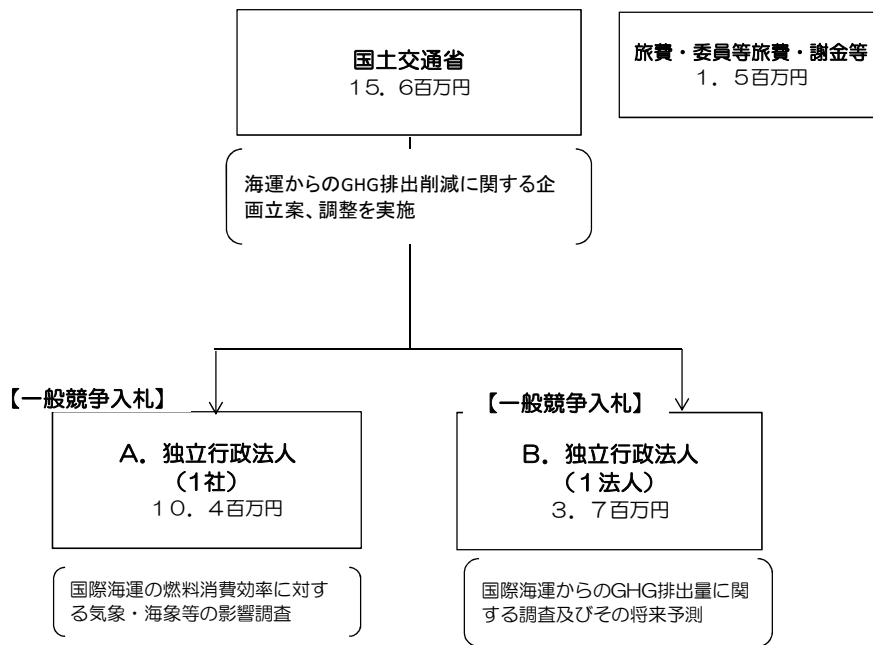 国土交通省
１５．６百万円
旅費・委員等旅費・謝金等
１．５百万円
海運からのGHG排出削減に関する企
画立案、調整を実施
【一般競争入札】
【一般競争入札】
Ａ．独立行政法人
（1社）
１０．４百万円
Ｂ．独立行政法人
（１法人）
３．７百万円
国際海運の燃料消費効率に対す
る気象・海象等の影響調査
国際海運からのGHG排出量に関
する調査及びその将来予測